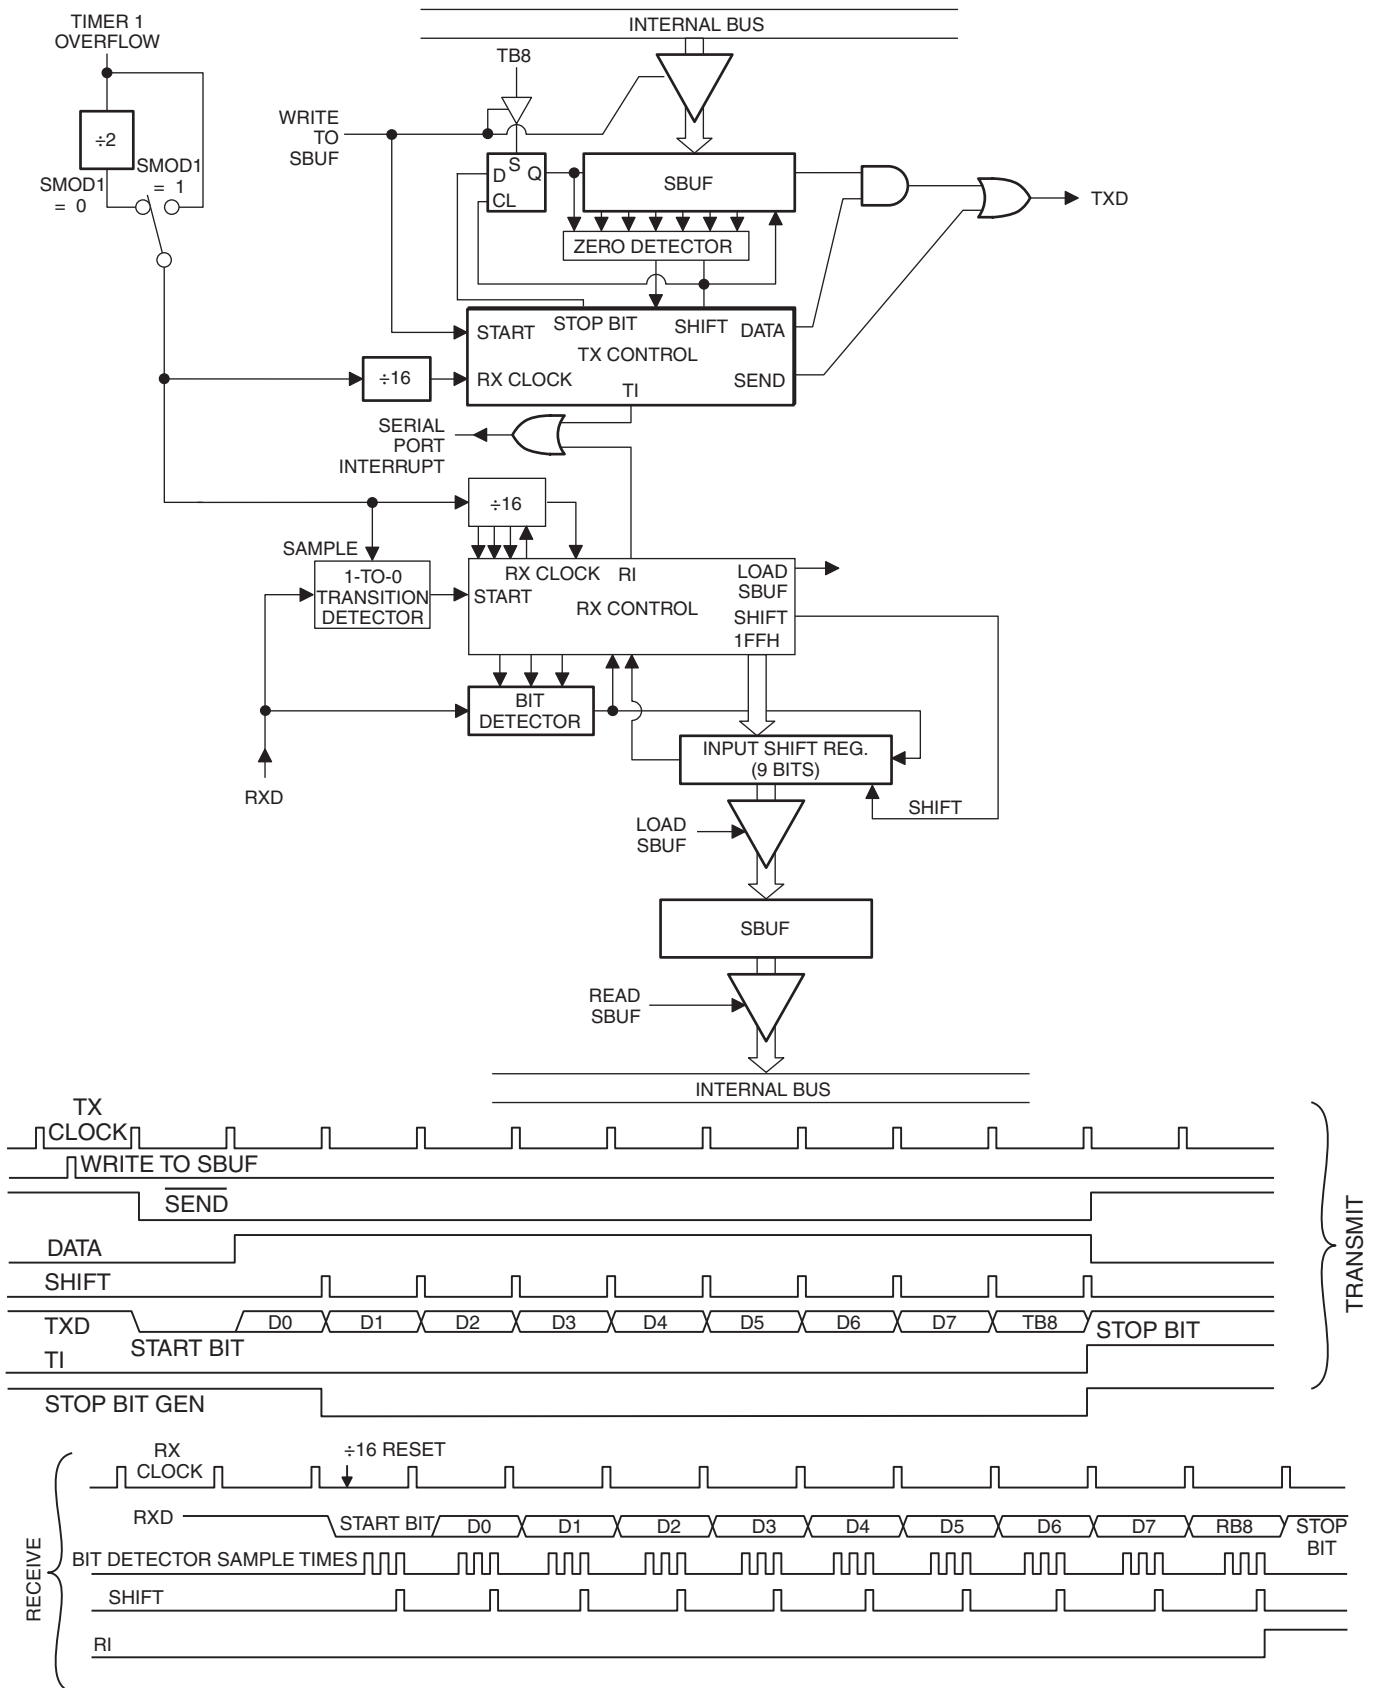 TIMER 1
OVERFLOW
INTERNAL BUS
TB8
WRITE
TO
SBUF
÷2
SMOD1
= 1
SMOD1
= 0
D
S
Q
CL
SBUF
TXD
ZERO DETECTOR
START
STOP BIT
SHIFT
DATA
TX CONTROL
÷16
RX CLOCK
SEND
TI
SERIAL
PORT
INTERRUPT
÷16
SAMPLE
1-TO-0
TRANSITION
DETECTOR
RX CLOCK
RI
LOAD
SBUF
START
RX CONTROL
SHIFT
1FFH
BIT
DETECTOR
INPUT SHIFT REG.
(9 BITS)
RXD
SHIFT
LOAD
SBUF
SBUF
READ
SBUF
INTERNAL BUS
TX
CLOCK
WRITE TO SBUF
SEND
DATA
SHIFT
TXD
START BIT
D0
D1
D2
D3
D4
D5
D6
D7
TB8
STOP BIT
TI
STOP BIT GEN
TRANSMIT
RX
CLOCK
÷16 RESET
RXD
START BIT
D0
D1
D2
D3
D4
D5
D6
D7
RB8
STOP
BIT
BIT DETECTOR SAMPLE TIMES
SHIFT
RI
RECEIVE